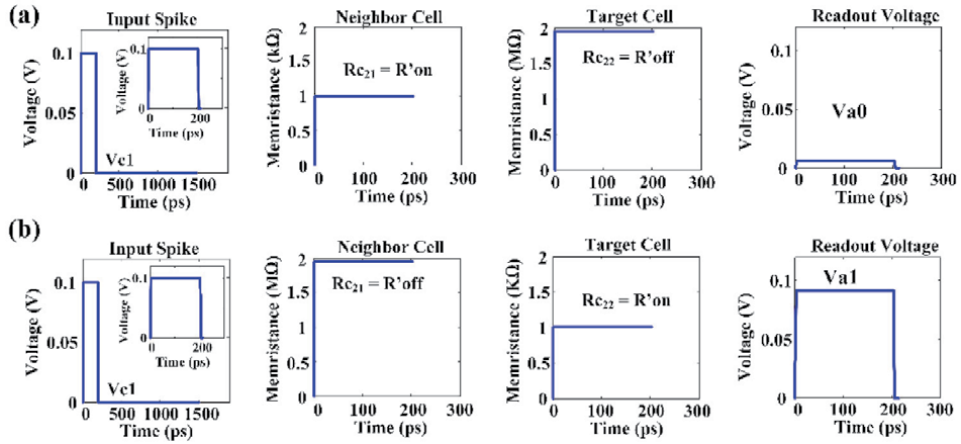 (a)
Input Spike
Voltage (V)
0.1
0.05
0
0.1
0
Voltage (V)
0 200
Time (ps)
Vc1
0 500 1000 1500
Time (ps)
Neighbor Cell
Memristance (kΩ)
2
1.5
1
0.5
0
Rc21 = R'on
0 100 200 300
Time (ps)
Target Cell
Memristance (MΩ)
2
1.5
1
0.5
0
Rc22 = R'off
0 100 200 300
Time (ps)
Readout Voltage
Voltage (V)
0.1
0.05
0
Va0
0 100 200 300
Time (ps)
(b)
Input Spike
Voltage (V)
0.1
0.05
0
0.1
0
Voltage (V)
0 200
Time (ps)
Vc1
0 500 1000 1500
Time (ps)
Neighbor Cell
Memristance (MΩ)
2
1.5
1
0.5
0
Rc21 = R'off
0 100 200 300
Time (ps)
Target Cell
Memristance (KΩ)
2
1.5
1
0.5
0
Rc22 = R'on
0 100 200 300
Time (ps)
Readout Voltage
Voltage (V)
0.1
0.05
0
Va1
0 100 200 300
Time (ps)